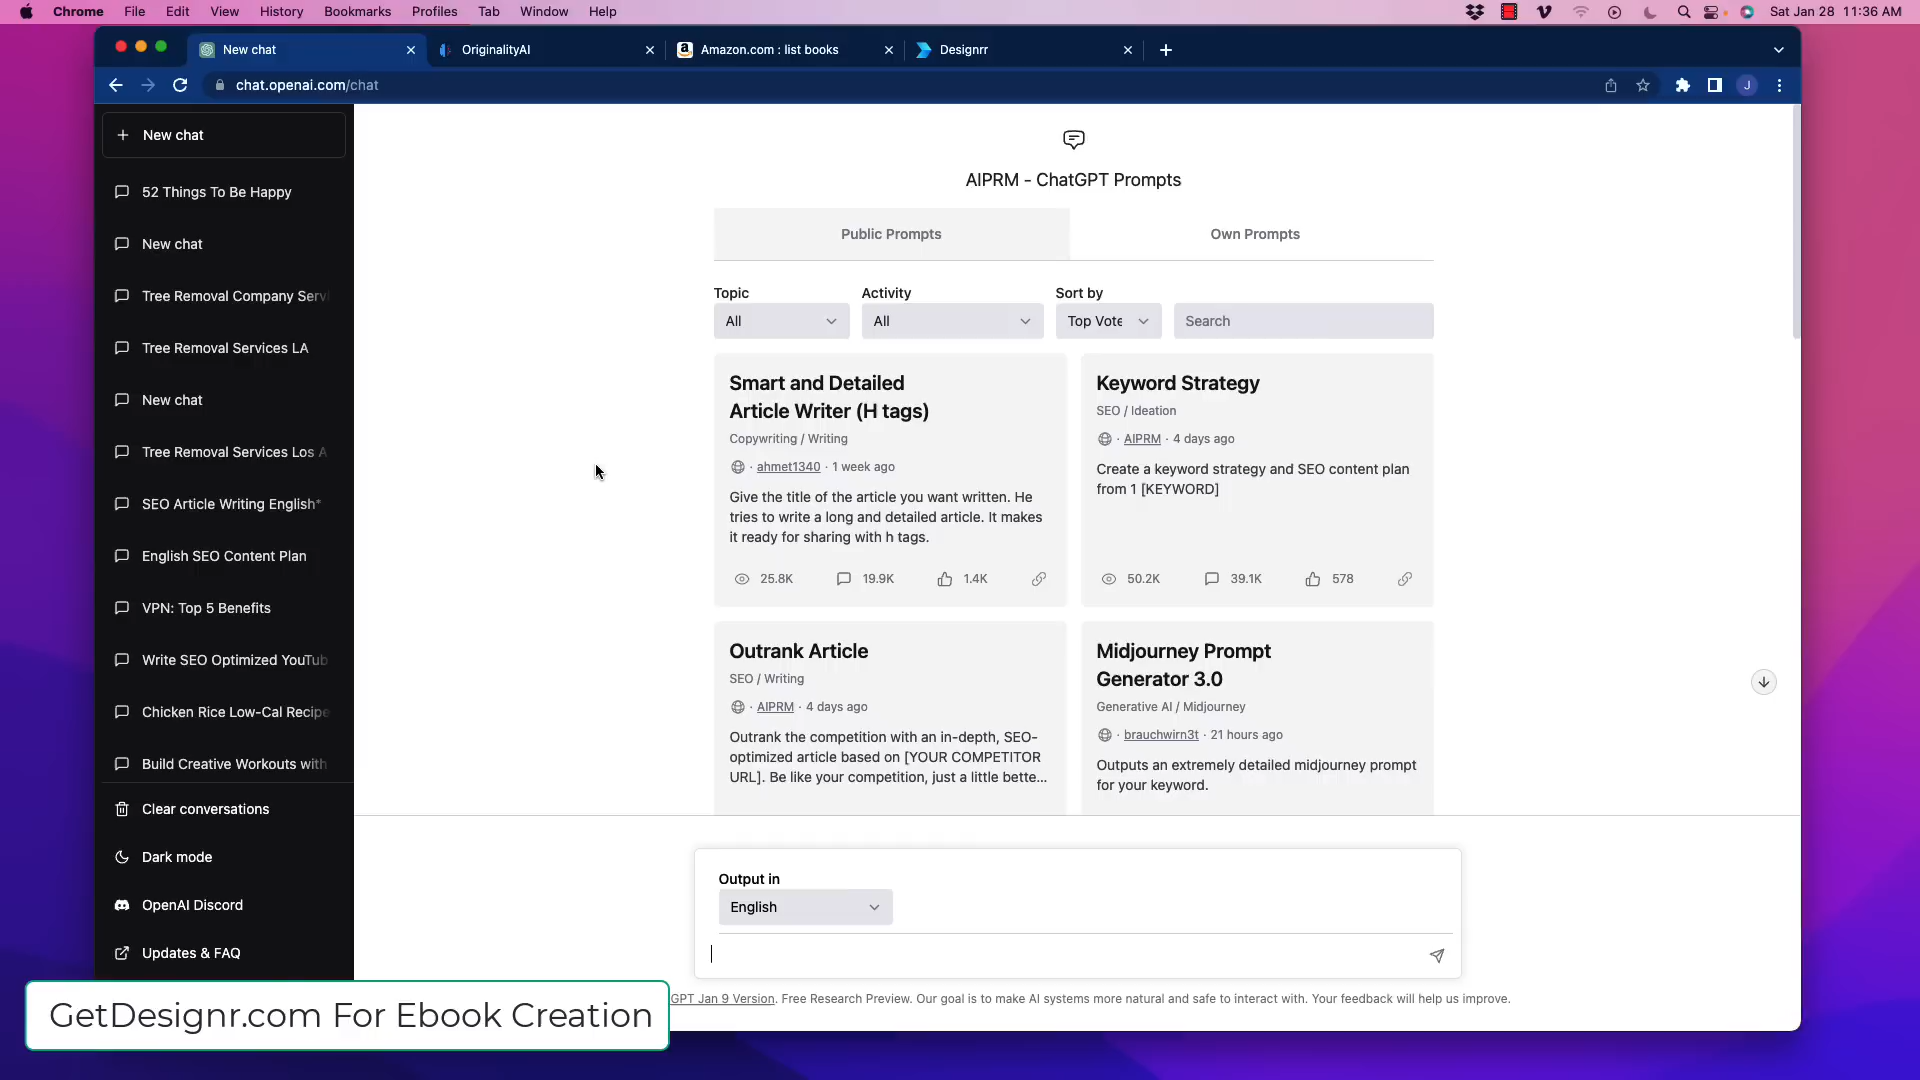 Chrome File Edit View History Bookmarks Profiles Tab Window Help Sat Jan 28 11:36 AM
New chat OriginalityAI Amazon.com : list books Designrr
chat.openai.com/chat J
New chat
52 Things To Be Happy
New chat
Tree Removal Company Serv
Tree Removal Services LA
New chat
Tree Removal Services Los A
SEO Article Writing English*
English SEO Content Plan
VPN: Top 5 Benefits
Write SEO Optimized YouTub
Chicken Rice Low-Cal Recipe
Build Creative Workouts with
Clear conversations
Dark mode
OpenAI Discord
Updates & FAQ
AIPRM - ChatGPT Prompts
Public Prompts Own Prompts
Topic Activity Sort by
All All Top Vote Search
Smart and Detailed
Article Writer (H tags)
Copywriting / Writing
· ahmet1340 · 1 week ago
Give the title of the article you want written. He
tries to write a long and detailed article. It makes
it ready for sharing with h tags.
25.8K 19.9K 1.4K
Keyword Strategy
SEO / Ideation
· AIPRM · 4 days ago
Create a keyword strategy and SEO content plan
from 1 [KEYWORD]
50.2K 39.1K 578
Outrank Article
SEO / Writing
· AIPRM · 4 days ago
Outrank the competition with an in-depth, SEO-
optimized article based on [YOUR COMPETITOR
URL]. Be like your competition, just a little bette...
Midjourney Prompt
Generator 3.0
Generative AI / Midjourney
· brauchwirn3t · 21 hours ago
Outputs an extremely detailed midjourney prompt
for your keyword.
Output in
English
GPT Jan 9 Version. Free Research Preview. Our goal is to make AI systems more natural and safe to interact with. Your feedback will help us improve.
GetDesignr.com For Ebook Creation